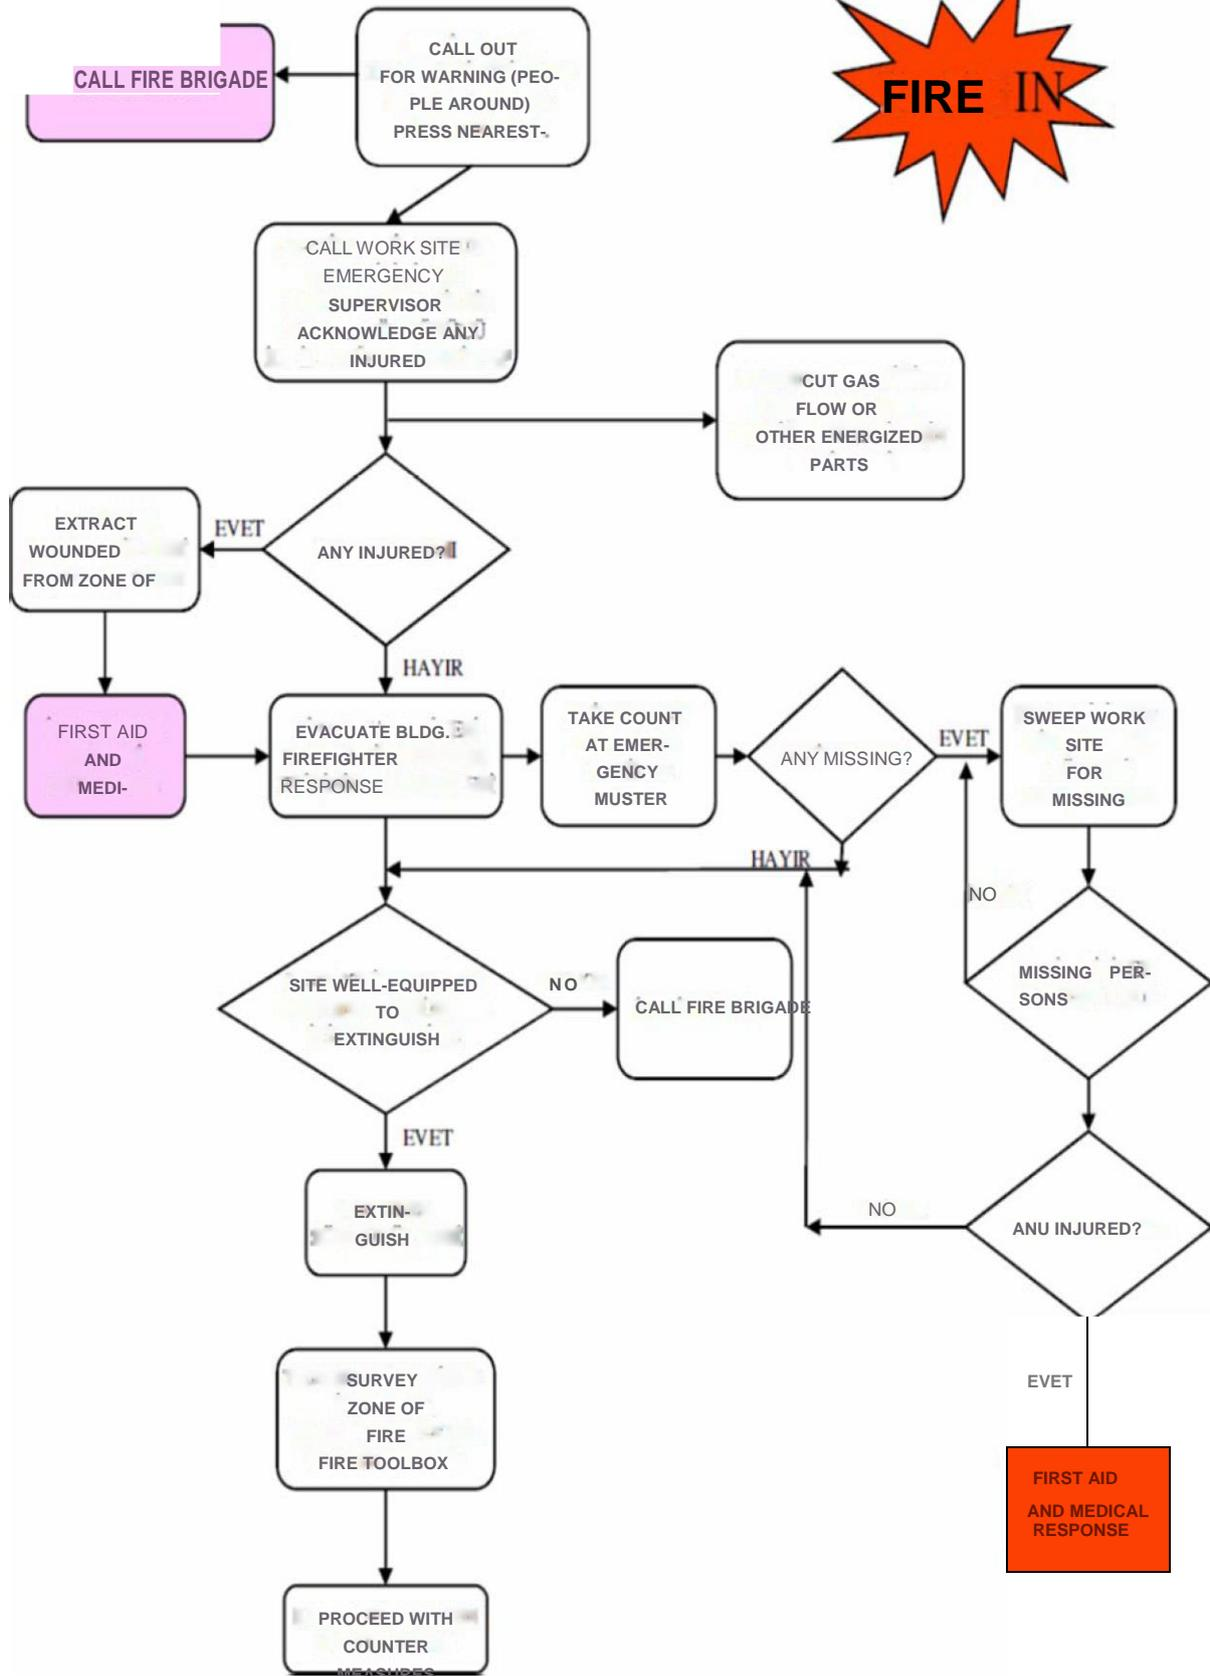 CALL FIRE BRIGADE
CALL OUT
FOR WARNING (PEO-
PLE AROUND)
PRESS NEAREST-
FIRE IN
CALL WORK SITE
EMERGENCY
SUPERVISOR
ACKNOWLEDGE ANY
INJURED
CUT GAS
FLOW OR
OTHER ENERGIZED
PARTS
EXTRACT
WOUNDED
FROM ZONE OF
EVET
ANY INJURED?
HAYIR
FIRST AID
AND
MEDI-
EVACUATE BLDG.
FIREFIGHTER
RESPONSE
TAKE COUNT
AT EMER-
GENCY
MUSTER
ANY MISSING?
EVET
SWEEP WORK
SITE
FOR
MISSING
HAYIR
NO
SITE WELL-EQUIPPED
TO
EXTINGUISH
NO
CALL FIRE BRIGADE
MISSING PER-
SONS
EVET
EXTIN-
GUISH
NO
ANU INJURED?
SURVEY
ZONE OF
FIRE
FIRE TOOLBOX
EVET
FIRST AID
AND MEDICAL
RESPONSE
PROCEED WITH
COUNTER
MEASURES